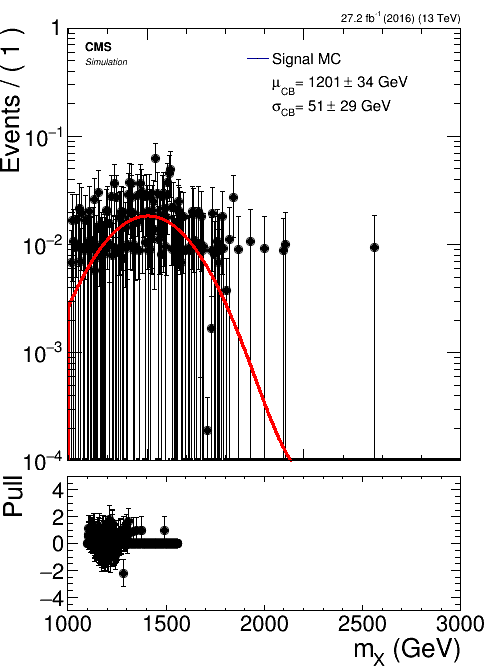 27.2 fb⁻¹ (2016) (13 TeV)
CMS
Simulation
Signal MC
μ_CB = 1201 ± 34 GeV
σ_CB = 51 ± 29 GeV
Events / ( 1 )
1
10⁻¹
10⁻²
10⁻³
10⁻⁴
Pull
4
2
0
−2
−4
1000 1500 2000 2500 3000
m_X (GeV)